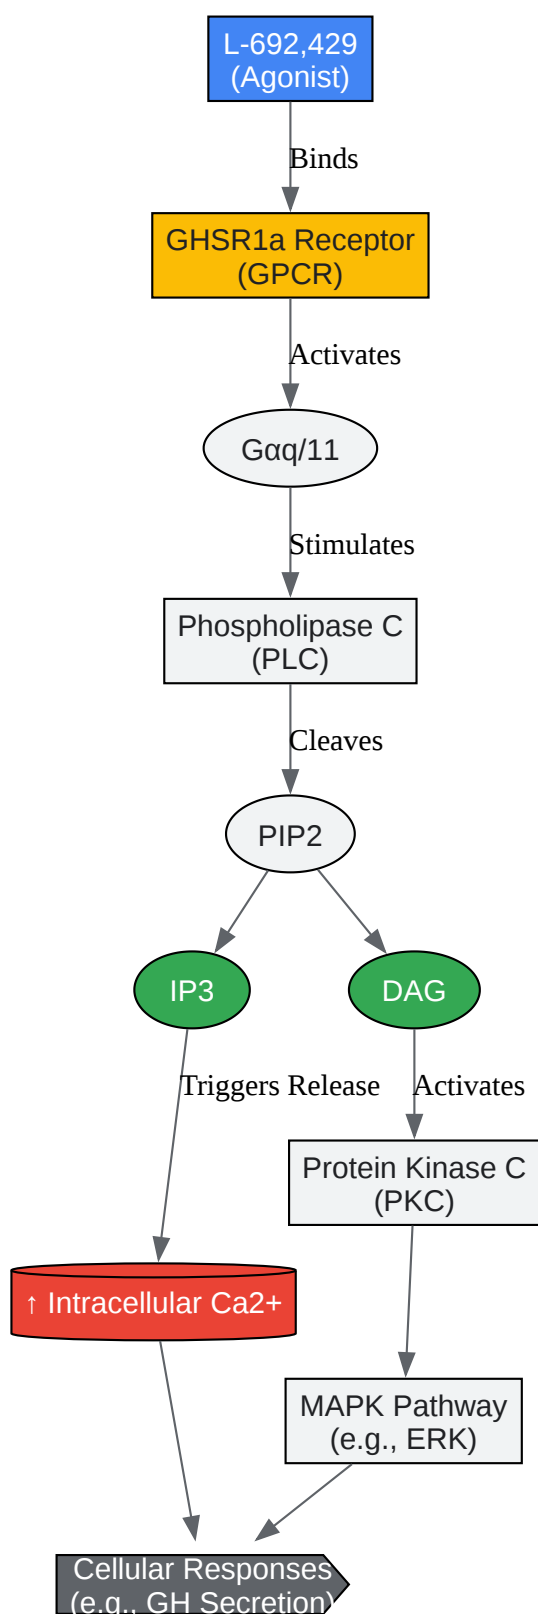 L-692,429
(Agonist)
Binds
GHSR1a Receptor
(GPCR)
Activates
Gαq/11
Stimulates
Phospholipase C
(PLC)
Cleaves
PIP2
IP3
DAG
Triggers Release
Activates
Protein Kinase C
(PKC)
↑ Intracellular Ca2+
MAPK Pathway
(e.g., ERK)
Cellular Responses
(e.g., GH Secretion)